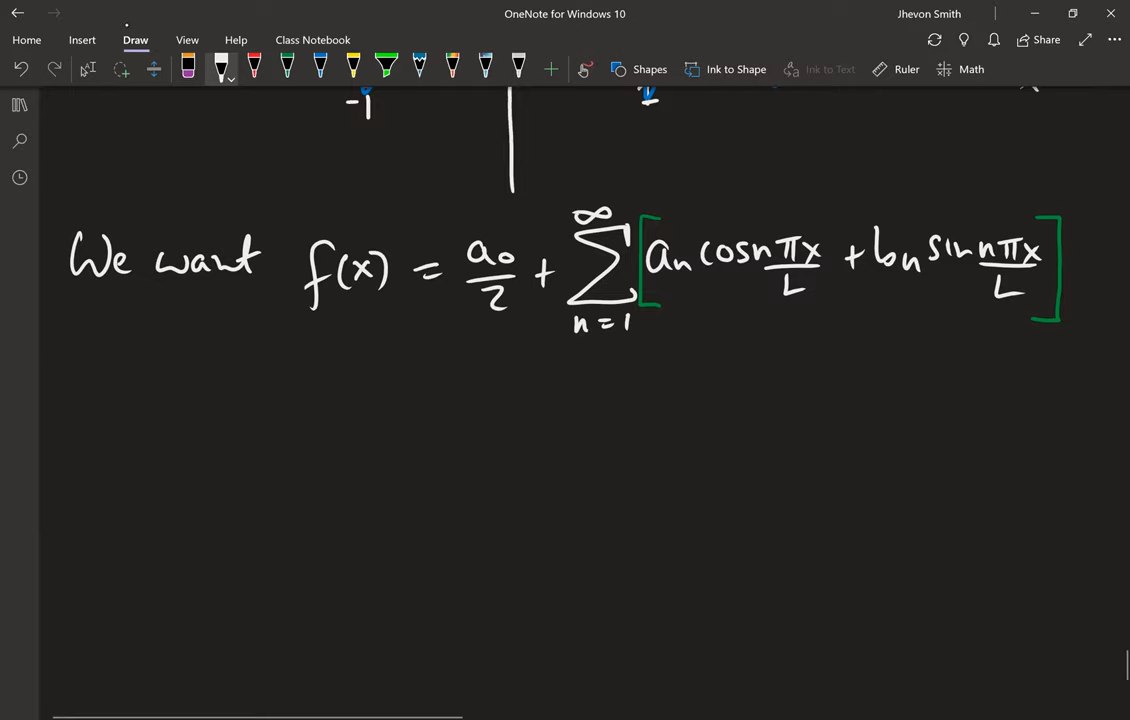 OneNote for Windows 10
Jhevon Smith
Home Insert Draw View Help Class Notebook Share
Shapes Ink to Shape Ink to Text Ruler Math
-1 1
We want f(x) = a₀/2 + ∞ Σ n = 1 [aₙ cos nπx/L + bₙ sin nπx/L]